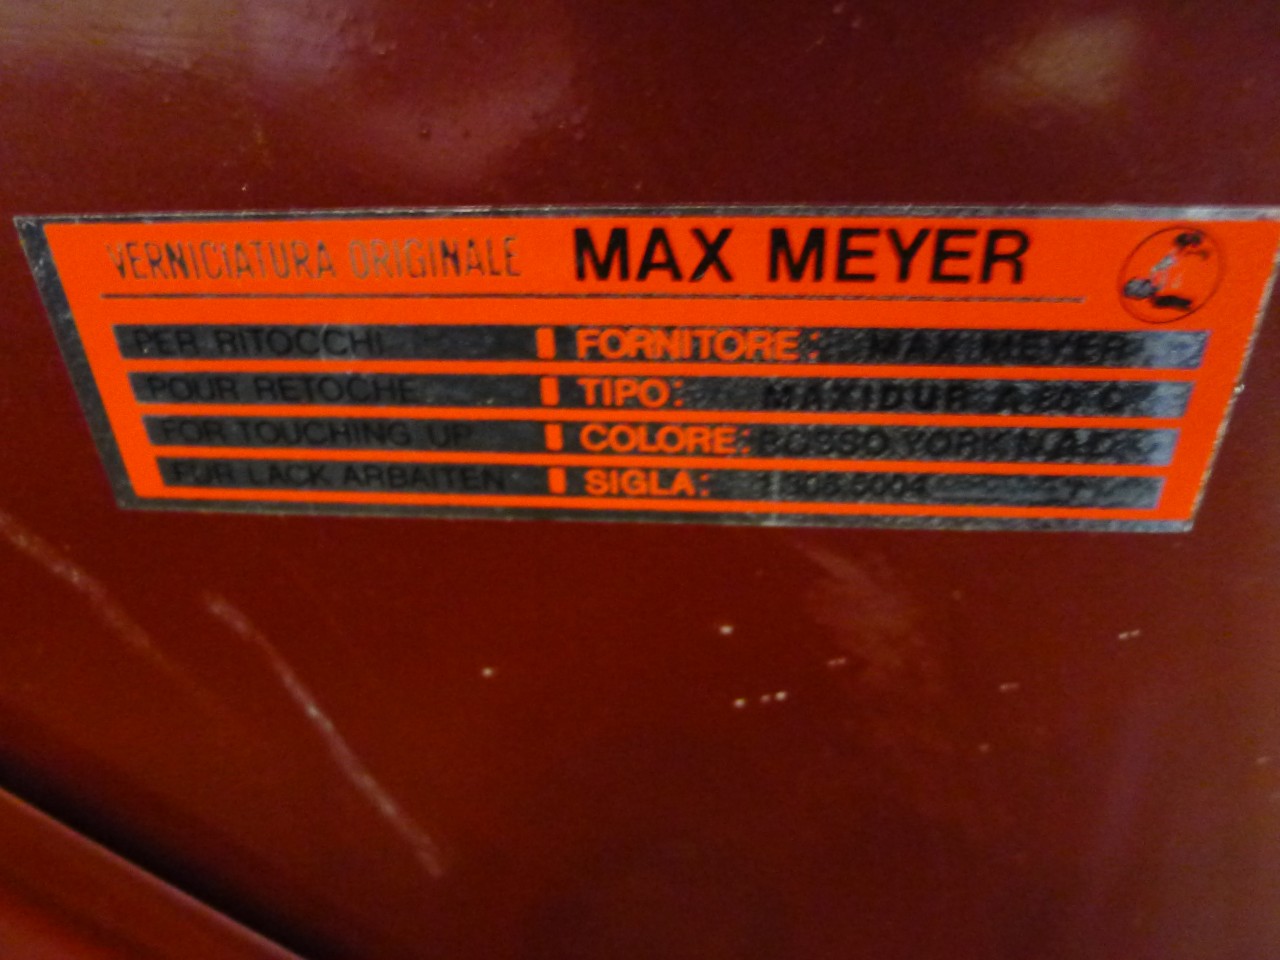 VERNICIATURA ORIGINALE MAX MEYER
PER RITOCCHI FORNITORE: MAX MEYER
POUR RETOCHE TIPO: MAXIDUR
FOR TOUCHING UP COLORE: ROSSO YORK
FUR LACK ARBAITEN SIGLA: